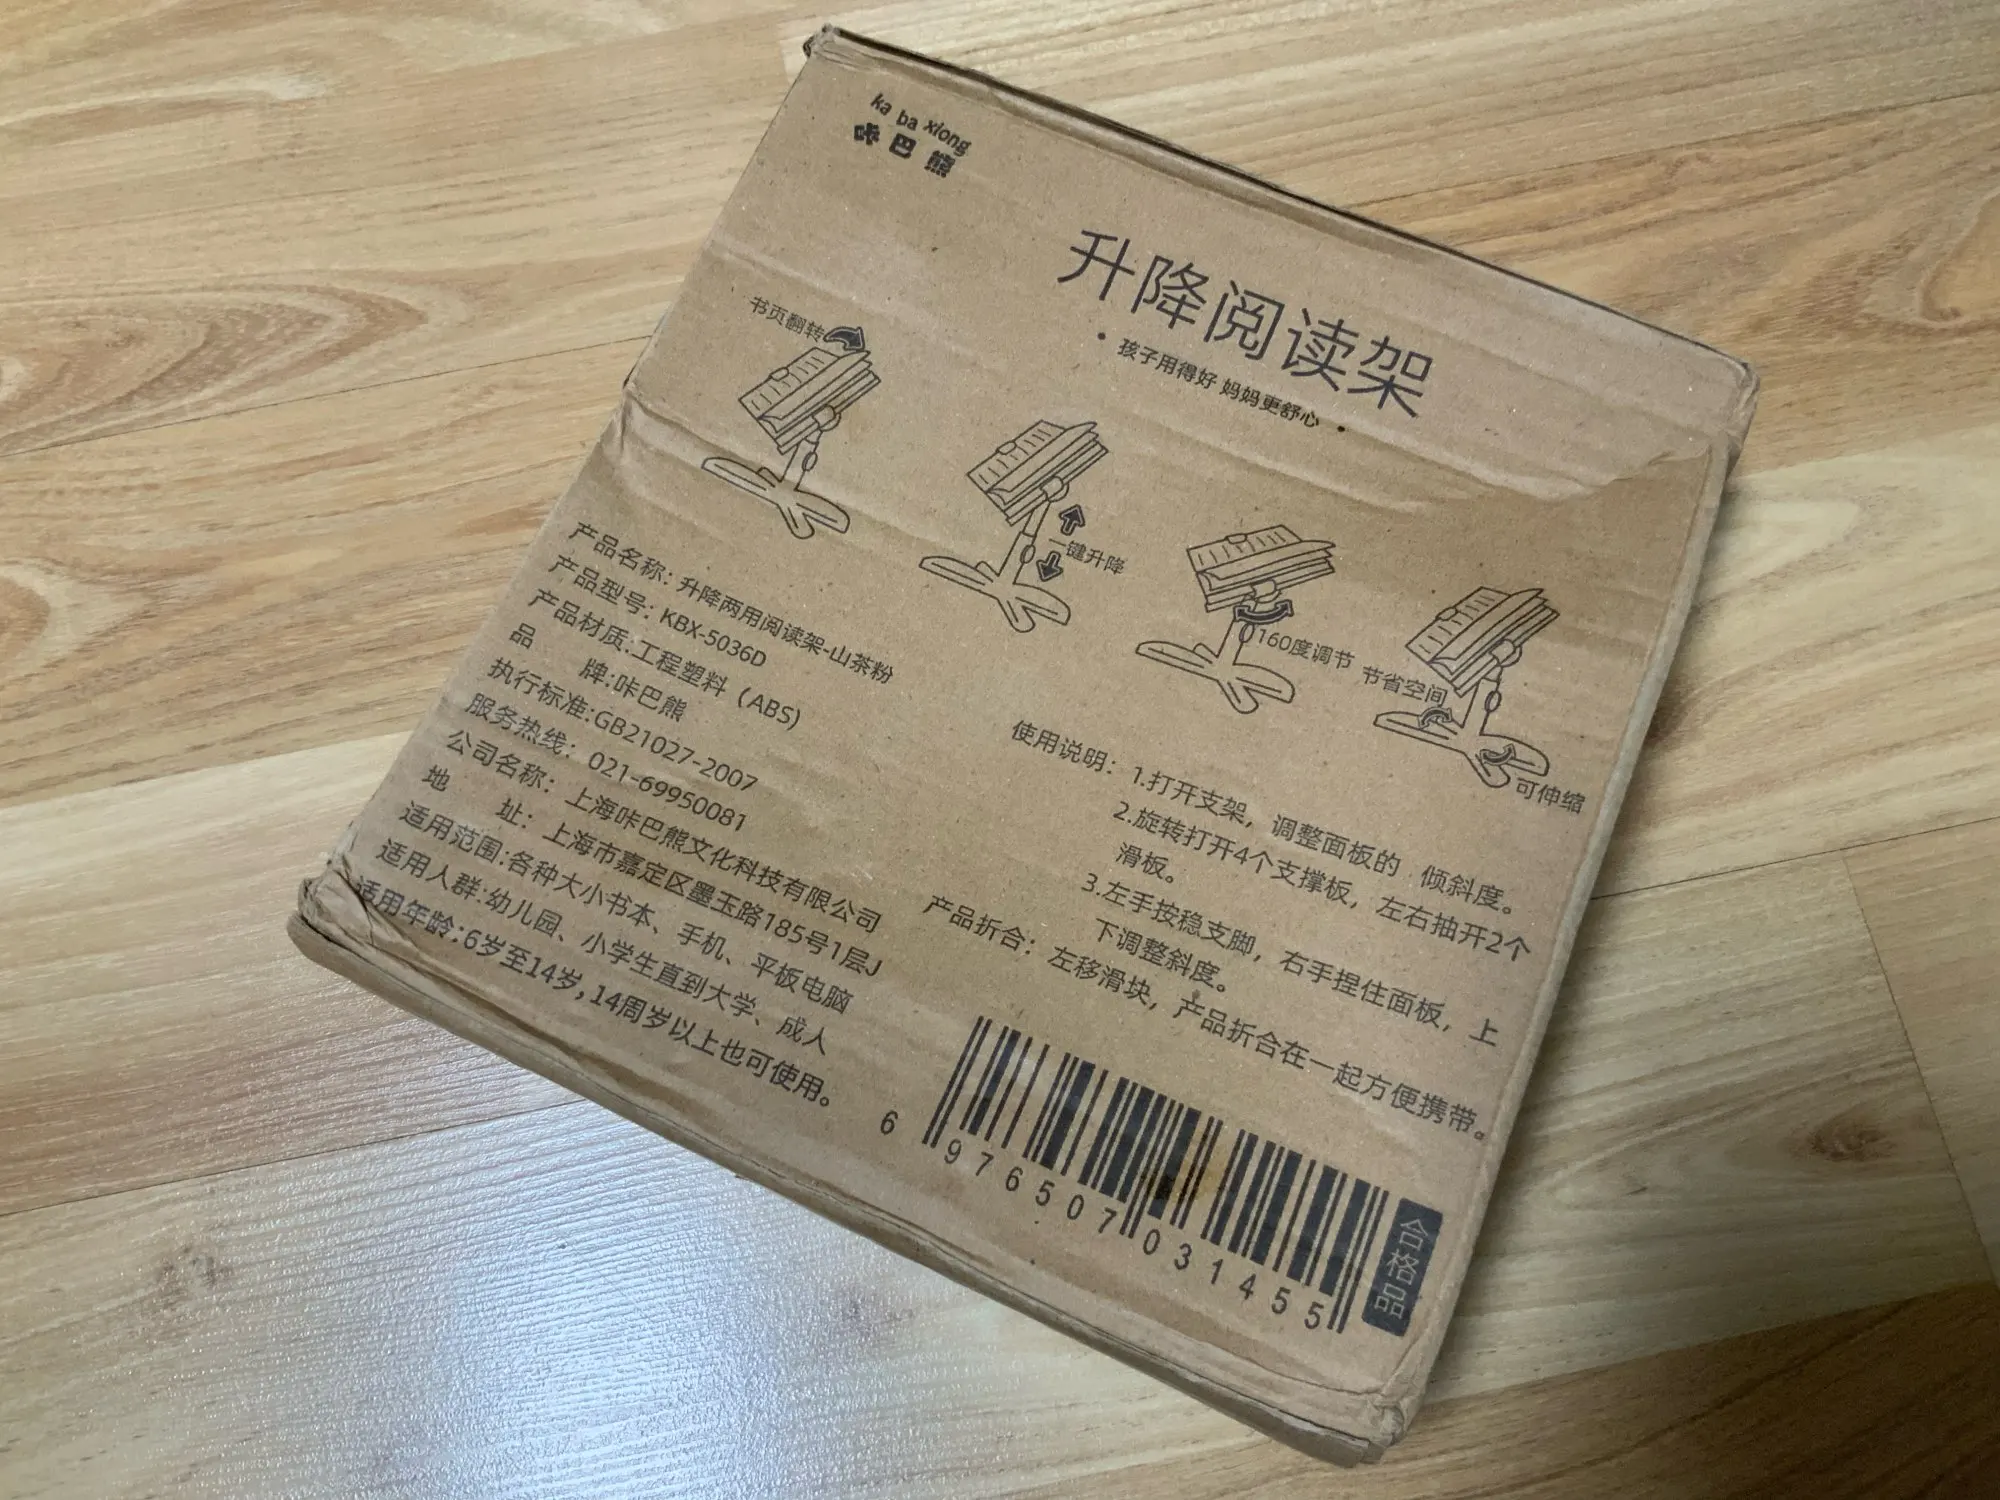 ka ba xiong
咔巴熊
升降阅读架
• 孩子用得好 妈妈更舒心 •
书页翻转
一键升降
160度调节
节省空间
可伸缩
产品名称：升降两用阅读架-山茶粉
产品型号：KBX-5036D
产品材质:工程塑料（ABS）
品 牌:咔巴熊
执行标准:GB21027-2007
服务热线：021-69950081
公司名称：上海咔巴熊文化科技有限公司
地 址：上海市嘉定区墨玉路185号1层J
适用范围:各种大小书本、手机、平板电脑
适用人群:幼儿园、小学生直到大学、成人
适用年龄:6岁至14岁,14周岁以上也可使用。
使用说明：1.打开支架，调整面板的 倾斜度。
2.旋转打开4个支撑板，左右抽开2个
滑板。
3.左手按稳支脚，右手捏住面板，上
下调整斜度。
产品折合：左移滑块，产品折合在一起方便携带。
6 976507 031455
合格品